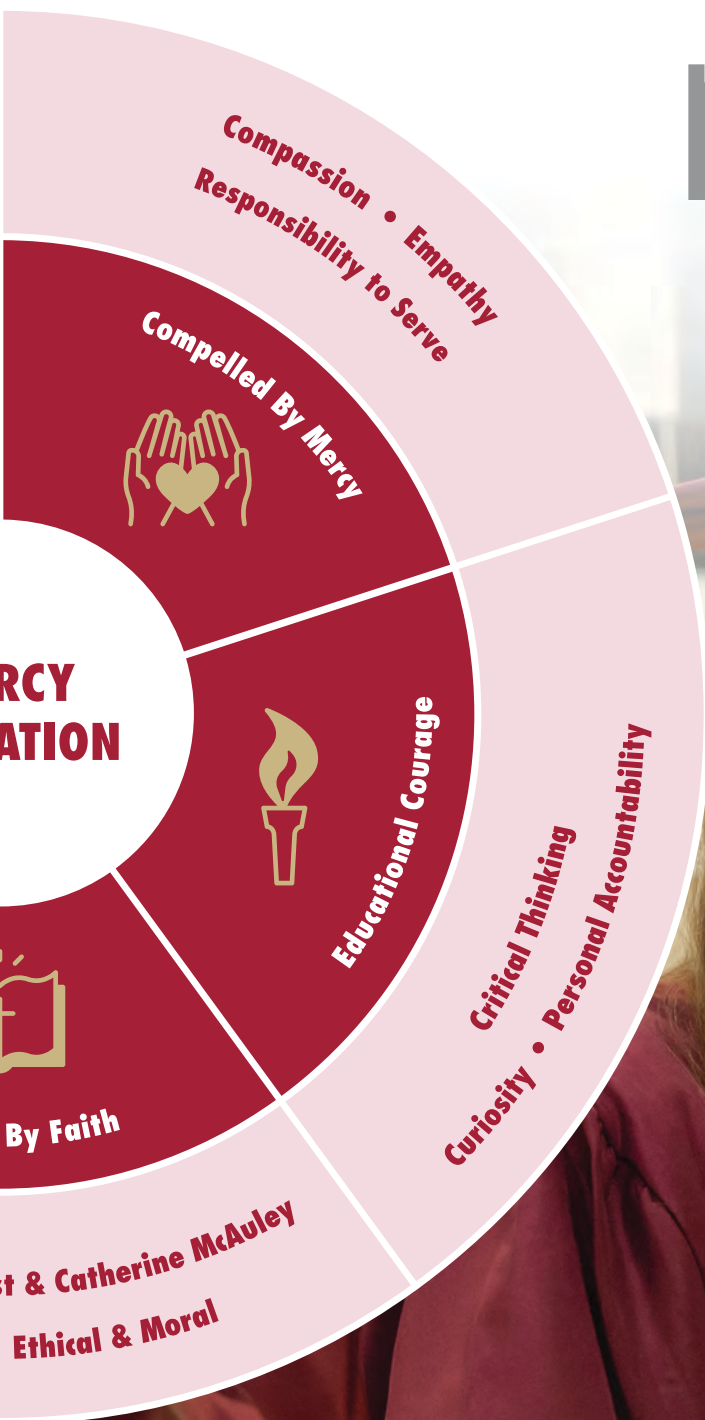 Compassion • Empathy
Responsibility to Serve
Compelled By Mercy
RCY
ATION
Educational Courage
Critical Thinking
Curiosity • Personal Accountability
By Faith
st & Catherine McAuley
Ethical & Moral